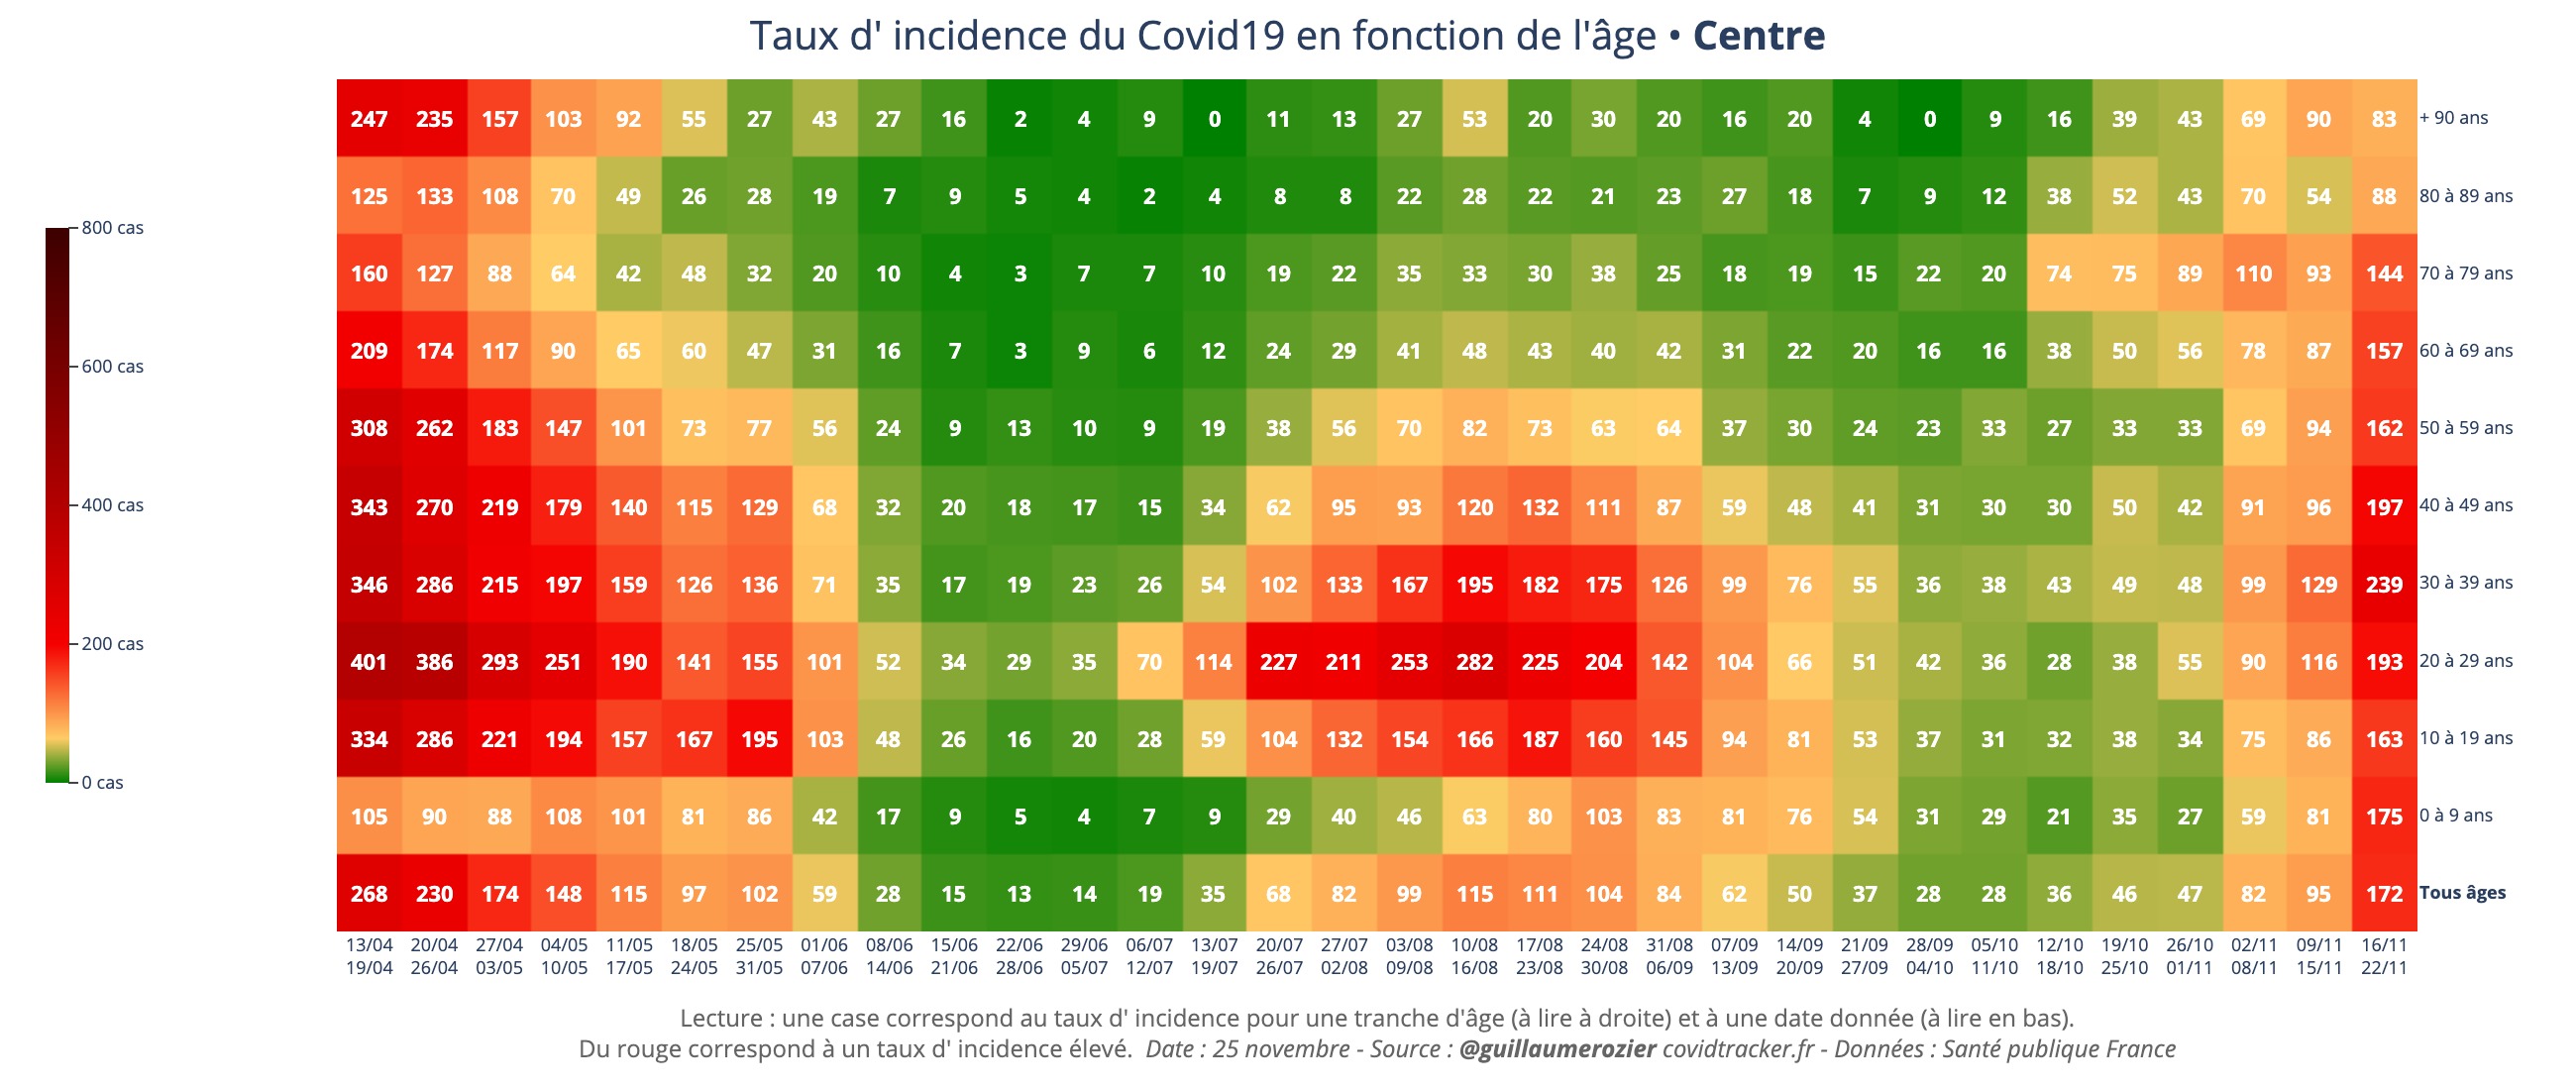 Taux d' incidence du Covid19 en fonction de l'âge • Centre
800 cas
600 cas
400 cas
200 cas
0 cas
247 235 157 103 92 55 27 43 27 16 2 4 9 0 11 13 27 53 20 30 20 16 20 4 0 9 16 39 43 69 90 83 + 90 ans
125 133 108 70 49 26 28 19 7 9 5 4 2 4 8 8 22 28 22 21 23 27 18 7 9 12 38 52 43 70 54 88 80 à 89 ans
160 127 88 64 42 48 32 20 10 4 3 7 7 10 19 22 35 33 30 38 25 18 19 15 22 20 74 75 89 110 93 144 70 à 79 ans
209 174 117 90 65 60 47 31 16 7 3 9 6 12 24 29 41 48 43 40 42 31 22 20 16 16 38 50 56 78 87 157 60 à 69 ans
308 262 183 147 101 73 77 56 24 9 13 10 9 19 38 56 70 82 73 63 64 37 30 24 23 33 27 33 33 69 94 162 50 à 59 ans
343 270 219 179 140 115 129 68 32 20 18 17 15 34 62 95 93 120 132 111 87 59 48 41 31 30 30 50 42 91 96 197 40 à 49 ans
346 286 215 197 159 126 136 71 35 17 19 23 26 54 102 133 167 195 182 175 126 99 76 55 36 38 43 49 48 99 129 239 30 à 39 ans
401 386 293 251 190 141 155 101 52 34 29 35 70 114 227 211 253 282 225 204 142 104 66 51 42 36 28 38 55 90 116 193 20 à 29 ans
334 286 221 194 157 167 195 103 48 26 16 20 28 59 104 132 154 166 187 160 145 94 81 53 37 31 32 38 34 75 86 163 10 à 19 ans
105 90 88 108 101 81 86 42 17 9 5 4 7 9 29 40 46 63 80 103 83 81 76 54 31 29 21 35 27 59 81 175 0 à 9 ans
268 230 174 148 115 97 102 59 28 15 13 14 19 35 68 82 99 115 111 104 84 62 50 37 28 28 36 46 47 82 95 172 Tous âges
13/04 20/04 27/04 04/05 11/05 18/05 25/05 01/06 08/06 15/06 22/06 29/06 06/07 13/07 20/07 27/07 03/08 10/08 17/08 24/08 31/08 07/09 14/09 21/09 28/09 05/10 12/10 19/10 26/10 02/11 09/11 16/11
19/04 26/04 03/05 10/05 17/05 24/05 31/05 07/06 14/06 21/06 28/06 05/07 12/07 19/07 26/07 02/08 09/08 16/08 23/08 30/08 06/09 13/09 20/09 27/09 04/10 11/10 18/10 25/10 01/11 08/11 15/11 22/11
Lecture : une case correspond au taux d' incidence pour une tranche d'âge (à lire à droite) et à une date donnée (à lire en bas).
Du rouge correspond à un taux d' incidence élevé. Date : 25 novembre - Source : @guillaumerozier covidtracker.fr - Données : Santé publique France